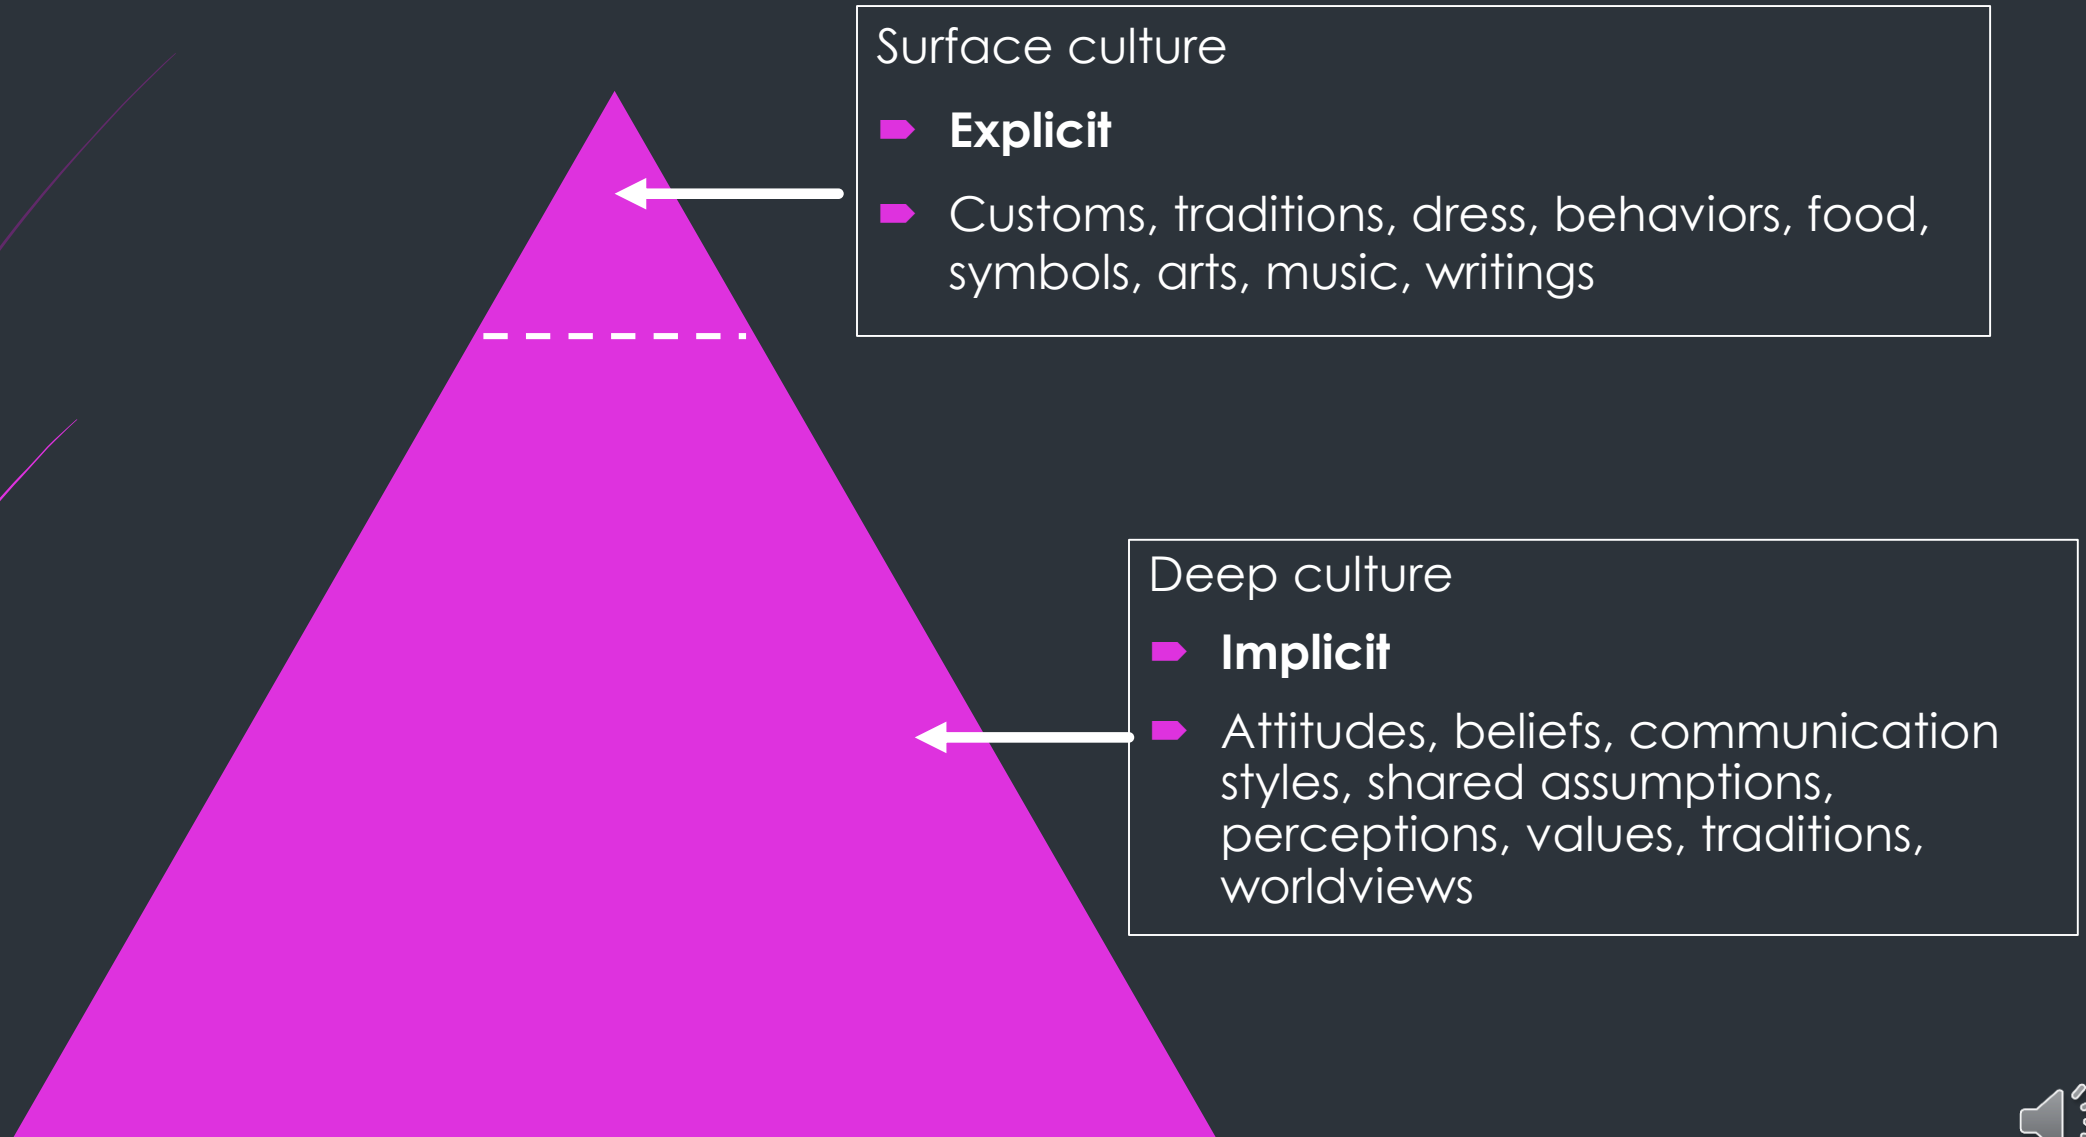 Surface culture
Explicit
Customs, traditions, dress, behaviors, food,
symbols, arts, music, writings
Deep culture
Implicit
Attitudes, beliefs, communication
styles, shared assumptions,
perceptions, values, traditions,
worldviews